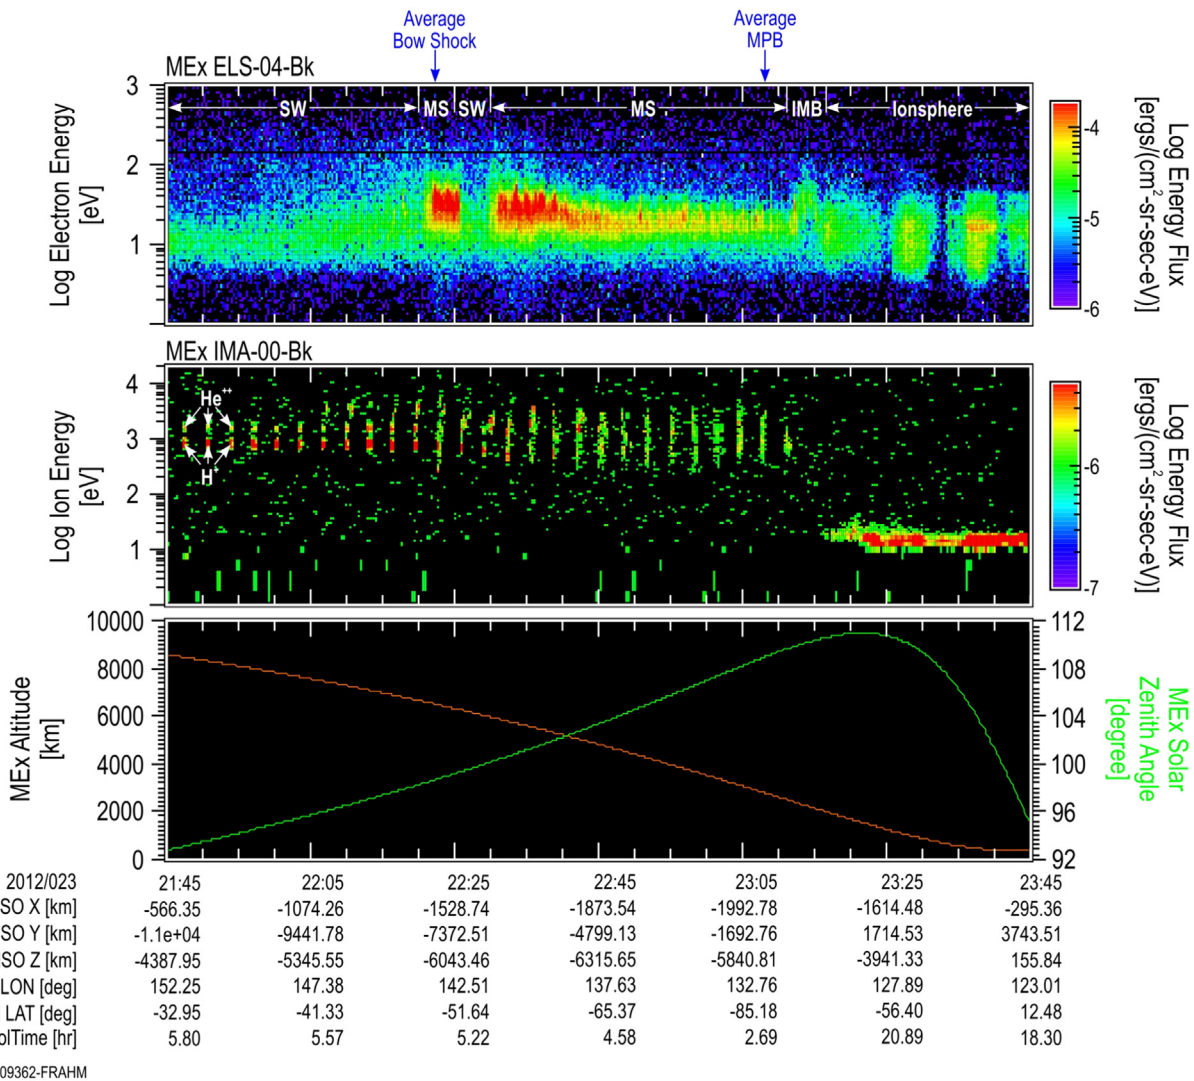 Average
Bow Shock
Average
MPB
MEx ELS-04-Bk
SW
MS
SW
MS
IMB
Ionsphere
3
2
1
Log Electron Energy
[eV]
-4
-5
-6
Log Energy Flux
[ergs/(cm²-sr-sec-eV)]
MEx IMA-00-Bk
He⁺⁺
H⁺
4
3
2
1
Log Ion Energy
[eV]
-6
-7
Log Energy Flux
[ergs/(cm²-sr-sec-eV)]
10000
8000
6000
4000
2000
0
MEx Altitude
[km]
112
108
104
100
96
92
MEx Solar
Zenith Angle
[degree]
2012/023 21:45 22:05 22:25 22:45 23:05 23:25 23:45
SO X [km] -566.35 -1074.26 -1528.74 -1873.54 -1992.78 -1614.48 -295.36
SO Y [km] -1.1e+04 -9441.78 -7372.51 -4799.13 -1692.76 1714.53 3743.51
SO Z [km] -4387.95 -5345.55 -6043.46 -6315.65 -5840.81 -3941.33 155.84
LON [deg] 152.25 147.38 142.51 137.63 132.76 127.89 123.01
LAT [deg] -32.95 -41.33 -51.64 -65.37 -85.18 -56.40 12.48
olTime [hr] 5.80 5.57 5.22 4.58 2.69 20.89 18.30
09362-FRAHM